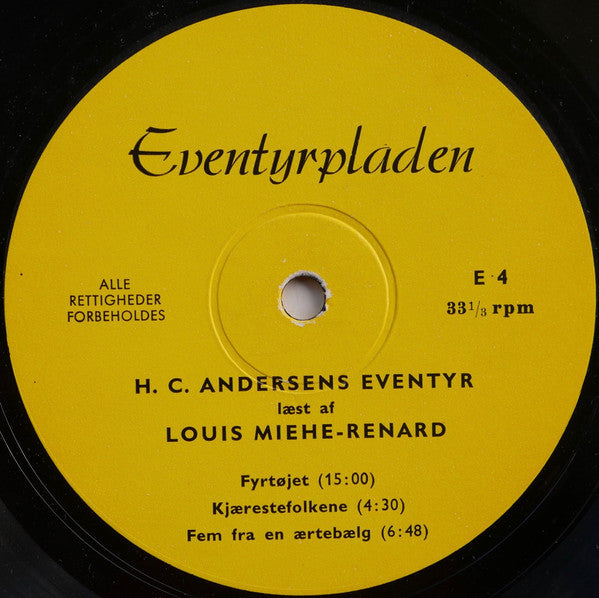 Eventyrpladen
ALLE
RETTIGHEDER
FORBEHOLDES
E 4
33 1/3 rpm
H. C. ANDERSENS EVENTYR
læst af
LOUIS MIEHE-RENARD
Fyrtøjet (15:00)
Kjærestefolkene (4:30)
Fem fra en ærtebælg (6:48)